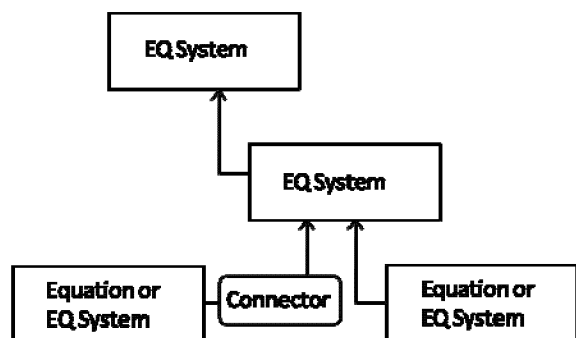 EQ System
EQ System
Equation or
EQ System
Connector
Equation or
EQ System